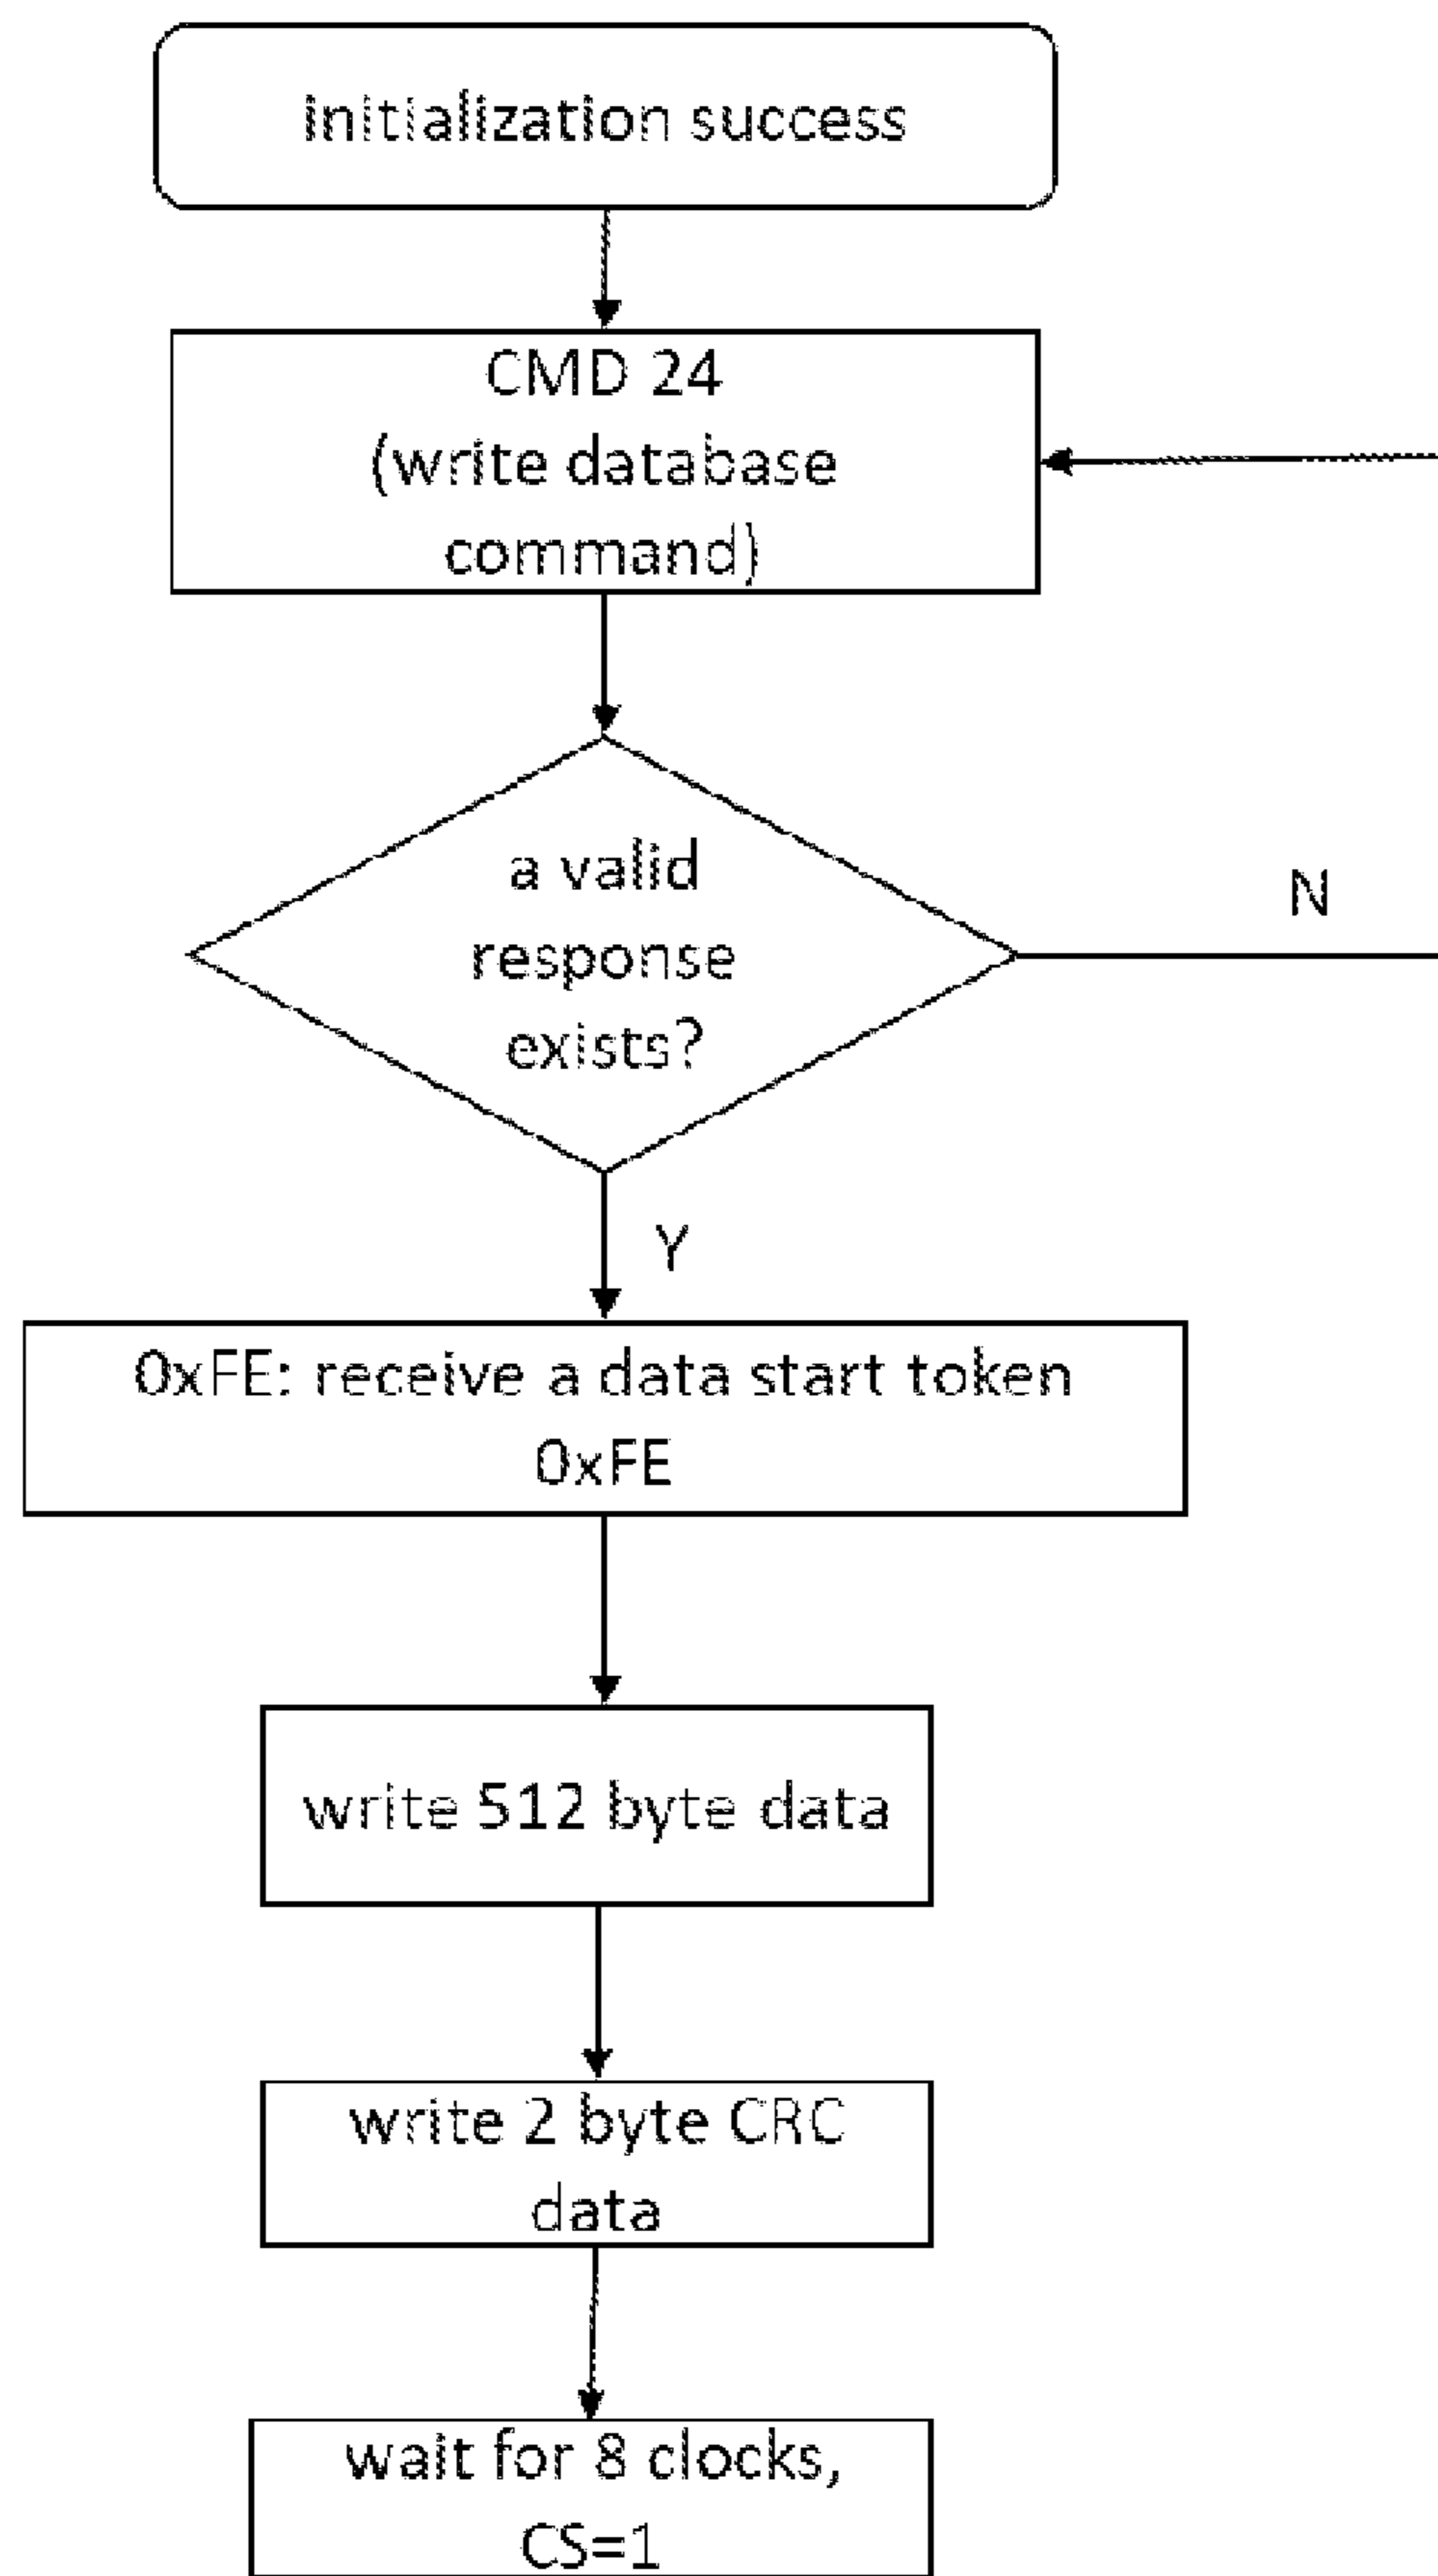 initialization success
CMD 24
(write database
command)
a valid
response
exists?
N
Y
0xFE: receive a data start token
0xFE
write 512 byte data
write 2 byte CRC
data
wait for 8 clocks,
CS=1